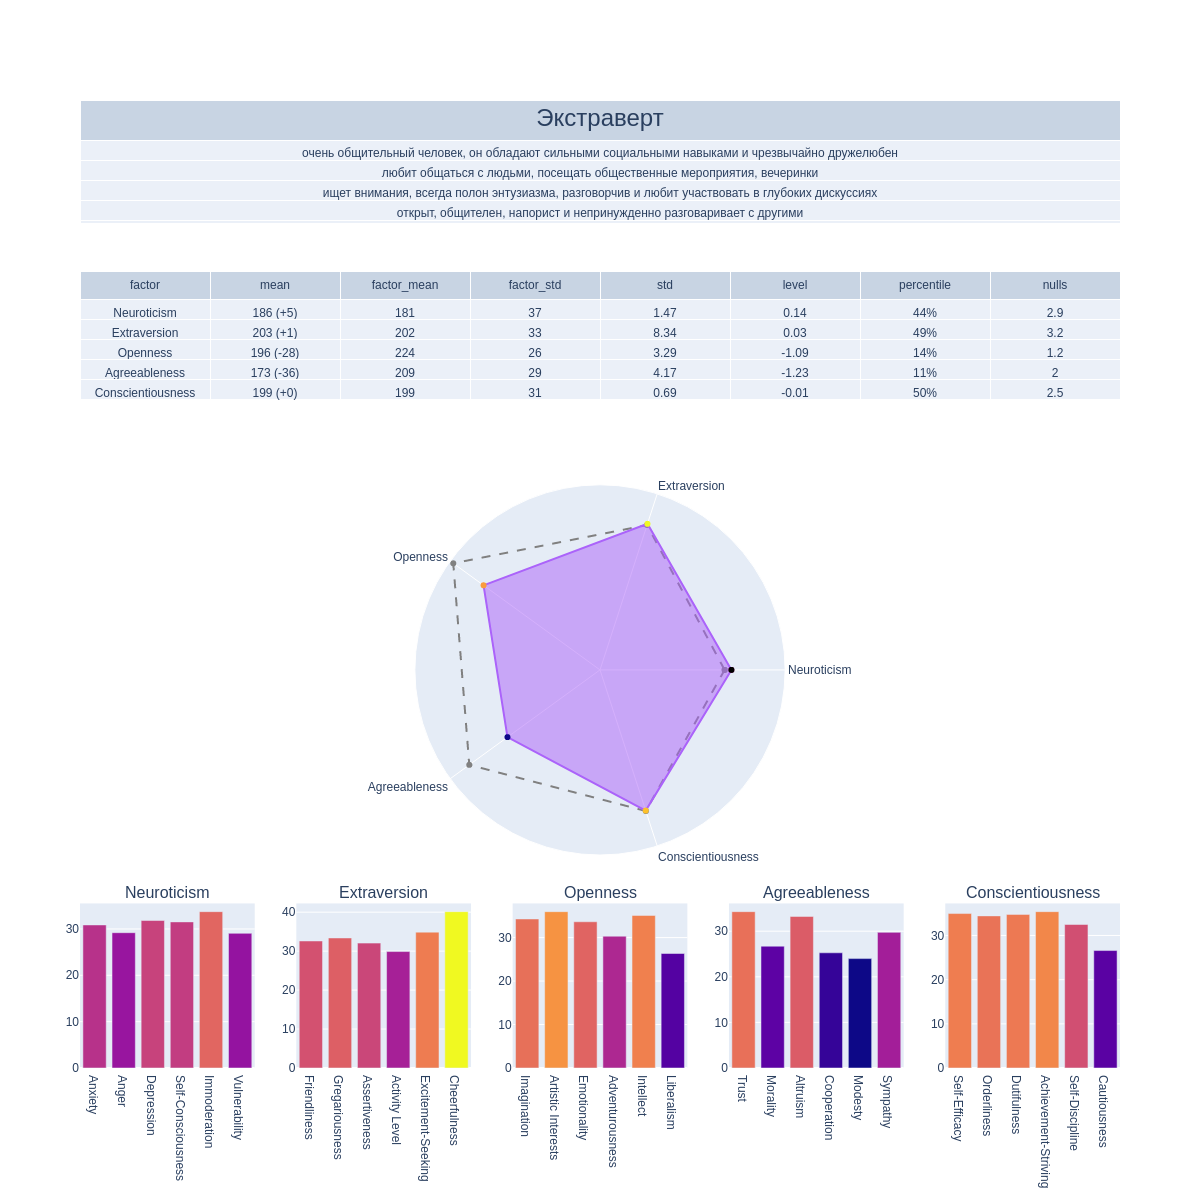 Экстраверт
очень общительный человек, он обладают сильными социальными навыками и чрезвычайно дружелюбен
любит общаться с людьми, посещать общественные мероприятия, вечеринки
ищет внимания, всегда полон энтузиазма, разговорчив и любит участвовать в глубоких дискуссиях
открыт, общителен, напорист и непринужденно разговаривает с другими
factor mean factor_mean factor_std std level percentile nulls
Neuroticism 186 (+5) 181 37 1.47 0.14 44% 2.9
Extraversion 203 (+1) 202 33 8.34 0.03 49% 3.2
Openness 196 (-28) 224 26 3.29 -1.09 14% 1.2
Agreeableness 173 (-36) 209 29 4.17 -1.23 11% 2
Conscientiousness 199 (+0) 199 31 0.69 -0.01 50% 2.5
Extraversion
Openness
Neuroticism
Agreeableness
Conscientiousness
Neuroticism
30
20
10
0
Anxiety
Anger
Depression
Self-Consciousness
Immoderation
Vulnerability
Extraversion
40
30
20
10
0
Friendliness
Gregariousness
Assertiveness
Activity Level
Excitement-Seeking
Cheerfulness
Openness
30
20
10
0
Imagination
Artistic Interests
Emotionality
Adventurousness
Intellect
Liberalism
Agreeableness
30
20
10
0
Trust
Morality
Altruism
Cooperation
Modesty
Sympathy
Conscientiousness
30
20
10
0
Self-Efficacy
Orderliness
Dutifulness
Achievement-Striving
Self-Discipline
Cautiousness